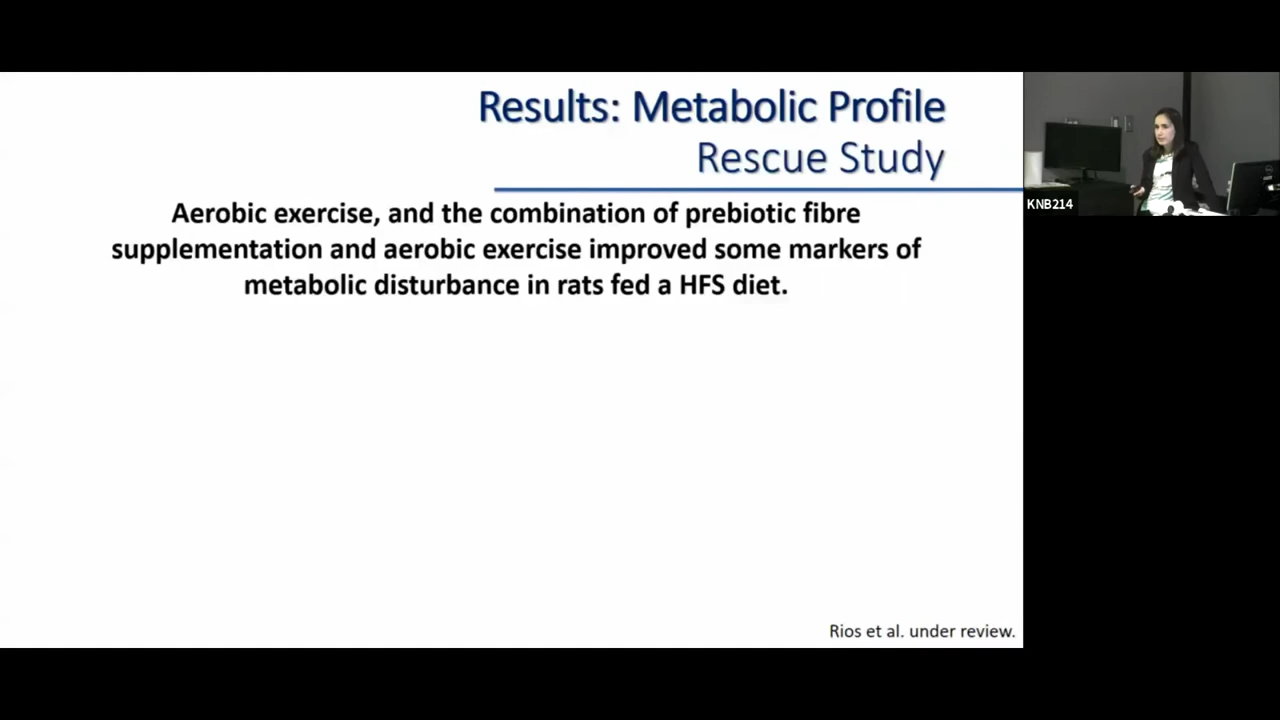 Results: Metabolic Profile
Rescue Study
Aerobic exercise, and the combination of prebiotic fibre
supplementation and aerobic exercise improved some markers of
metabolic disturbance in rats fed a HFS diet.
KNB214
Rios et al. under review.